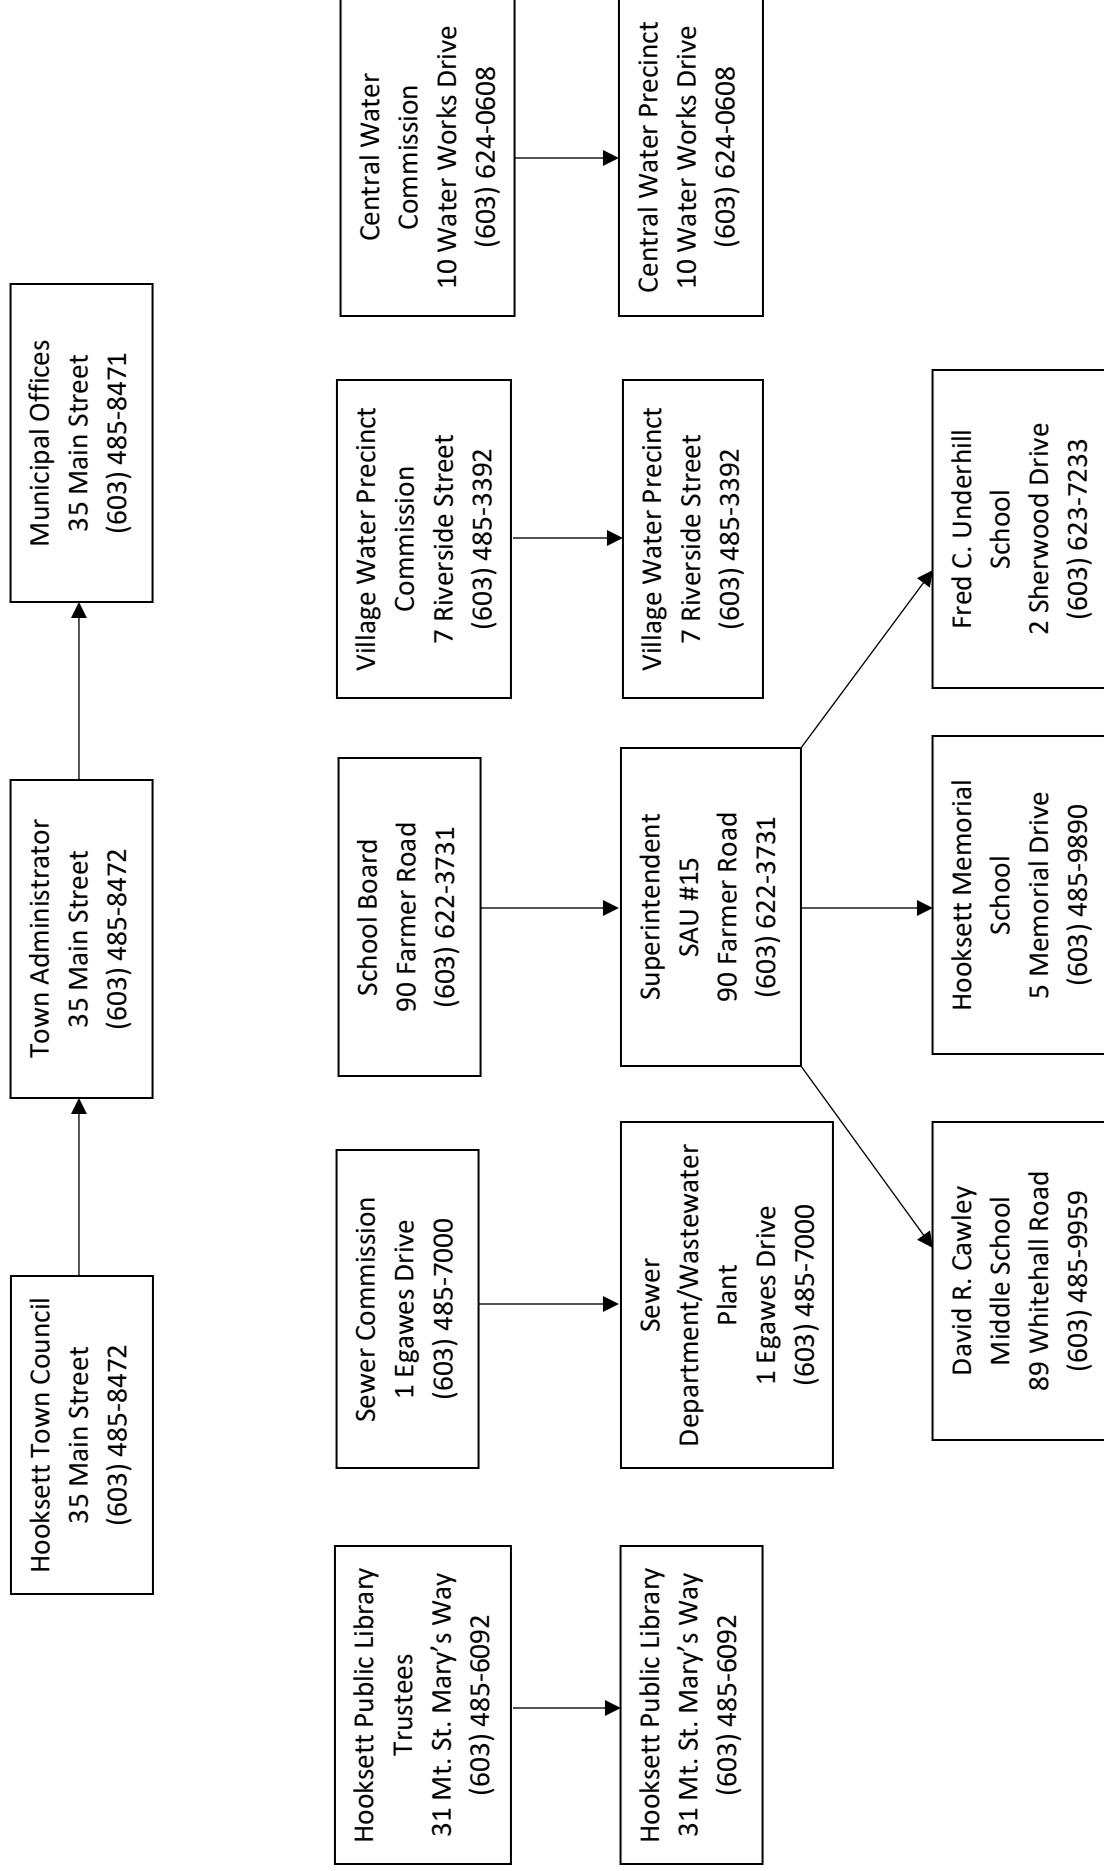 Hooksett Town Council
35 Main Street
(603) 485-8472
Town Administrator
35 Main Street
(603) 485-8472
Municipal Offices
35 Main Street
(603) 485-8471
Hooksett Public Library
Trustees
31 Mt. St. Mary’s Way
(603) 485-6092
Sewer Commission
1 Egawes Drive
(603) 485-7000
School Board
90 Farmer Road
(603) 622-3731
Village Water Precinct
Commission
7 Riverside Street
(603) 485-3392
Central Water
Commission
10 Water Works Drive
(603) 624-0608
Hooksett Public Library
31 Mt. St. Mary’s Way
(603) 485-6092
Sewer
Department/Wastewater
Plant
1 Egawes Drive
(603) 485-7000
Superintendent
SAU #15
90 Farmer Road
(603) 622-3731
Village Water Precinct
7 Riverside Street
(603) 485-3392
Central Water Precinct
10 Water Works Drive
(603) 624-0608
David R. Cawley
Middle School
89 Whitehall Road
(603) 485-9959
Hooksett Memorial
School
5 Memorial Drive
(603) 485-9890
Fred C. Underhill
School
2 Sherwood Drive
(603) 623-7233